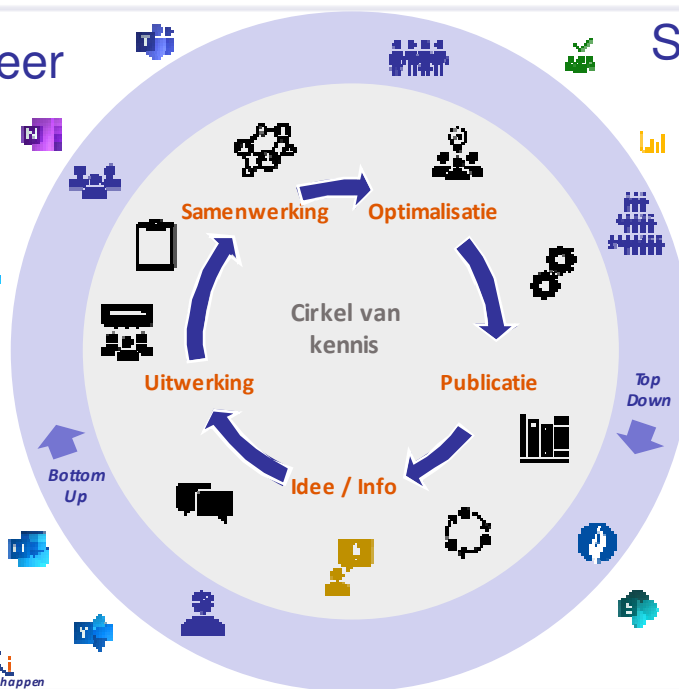 eer
S
Samenwerking
Optimalisatie
Cirkel van
kennis
Uitwerking
Publicatie
Top
Down
Bottom
Up
Idee / Info
happen